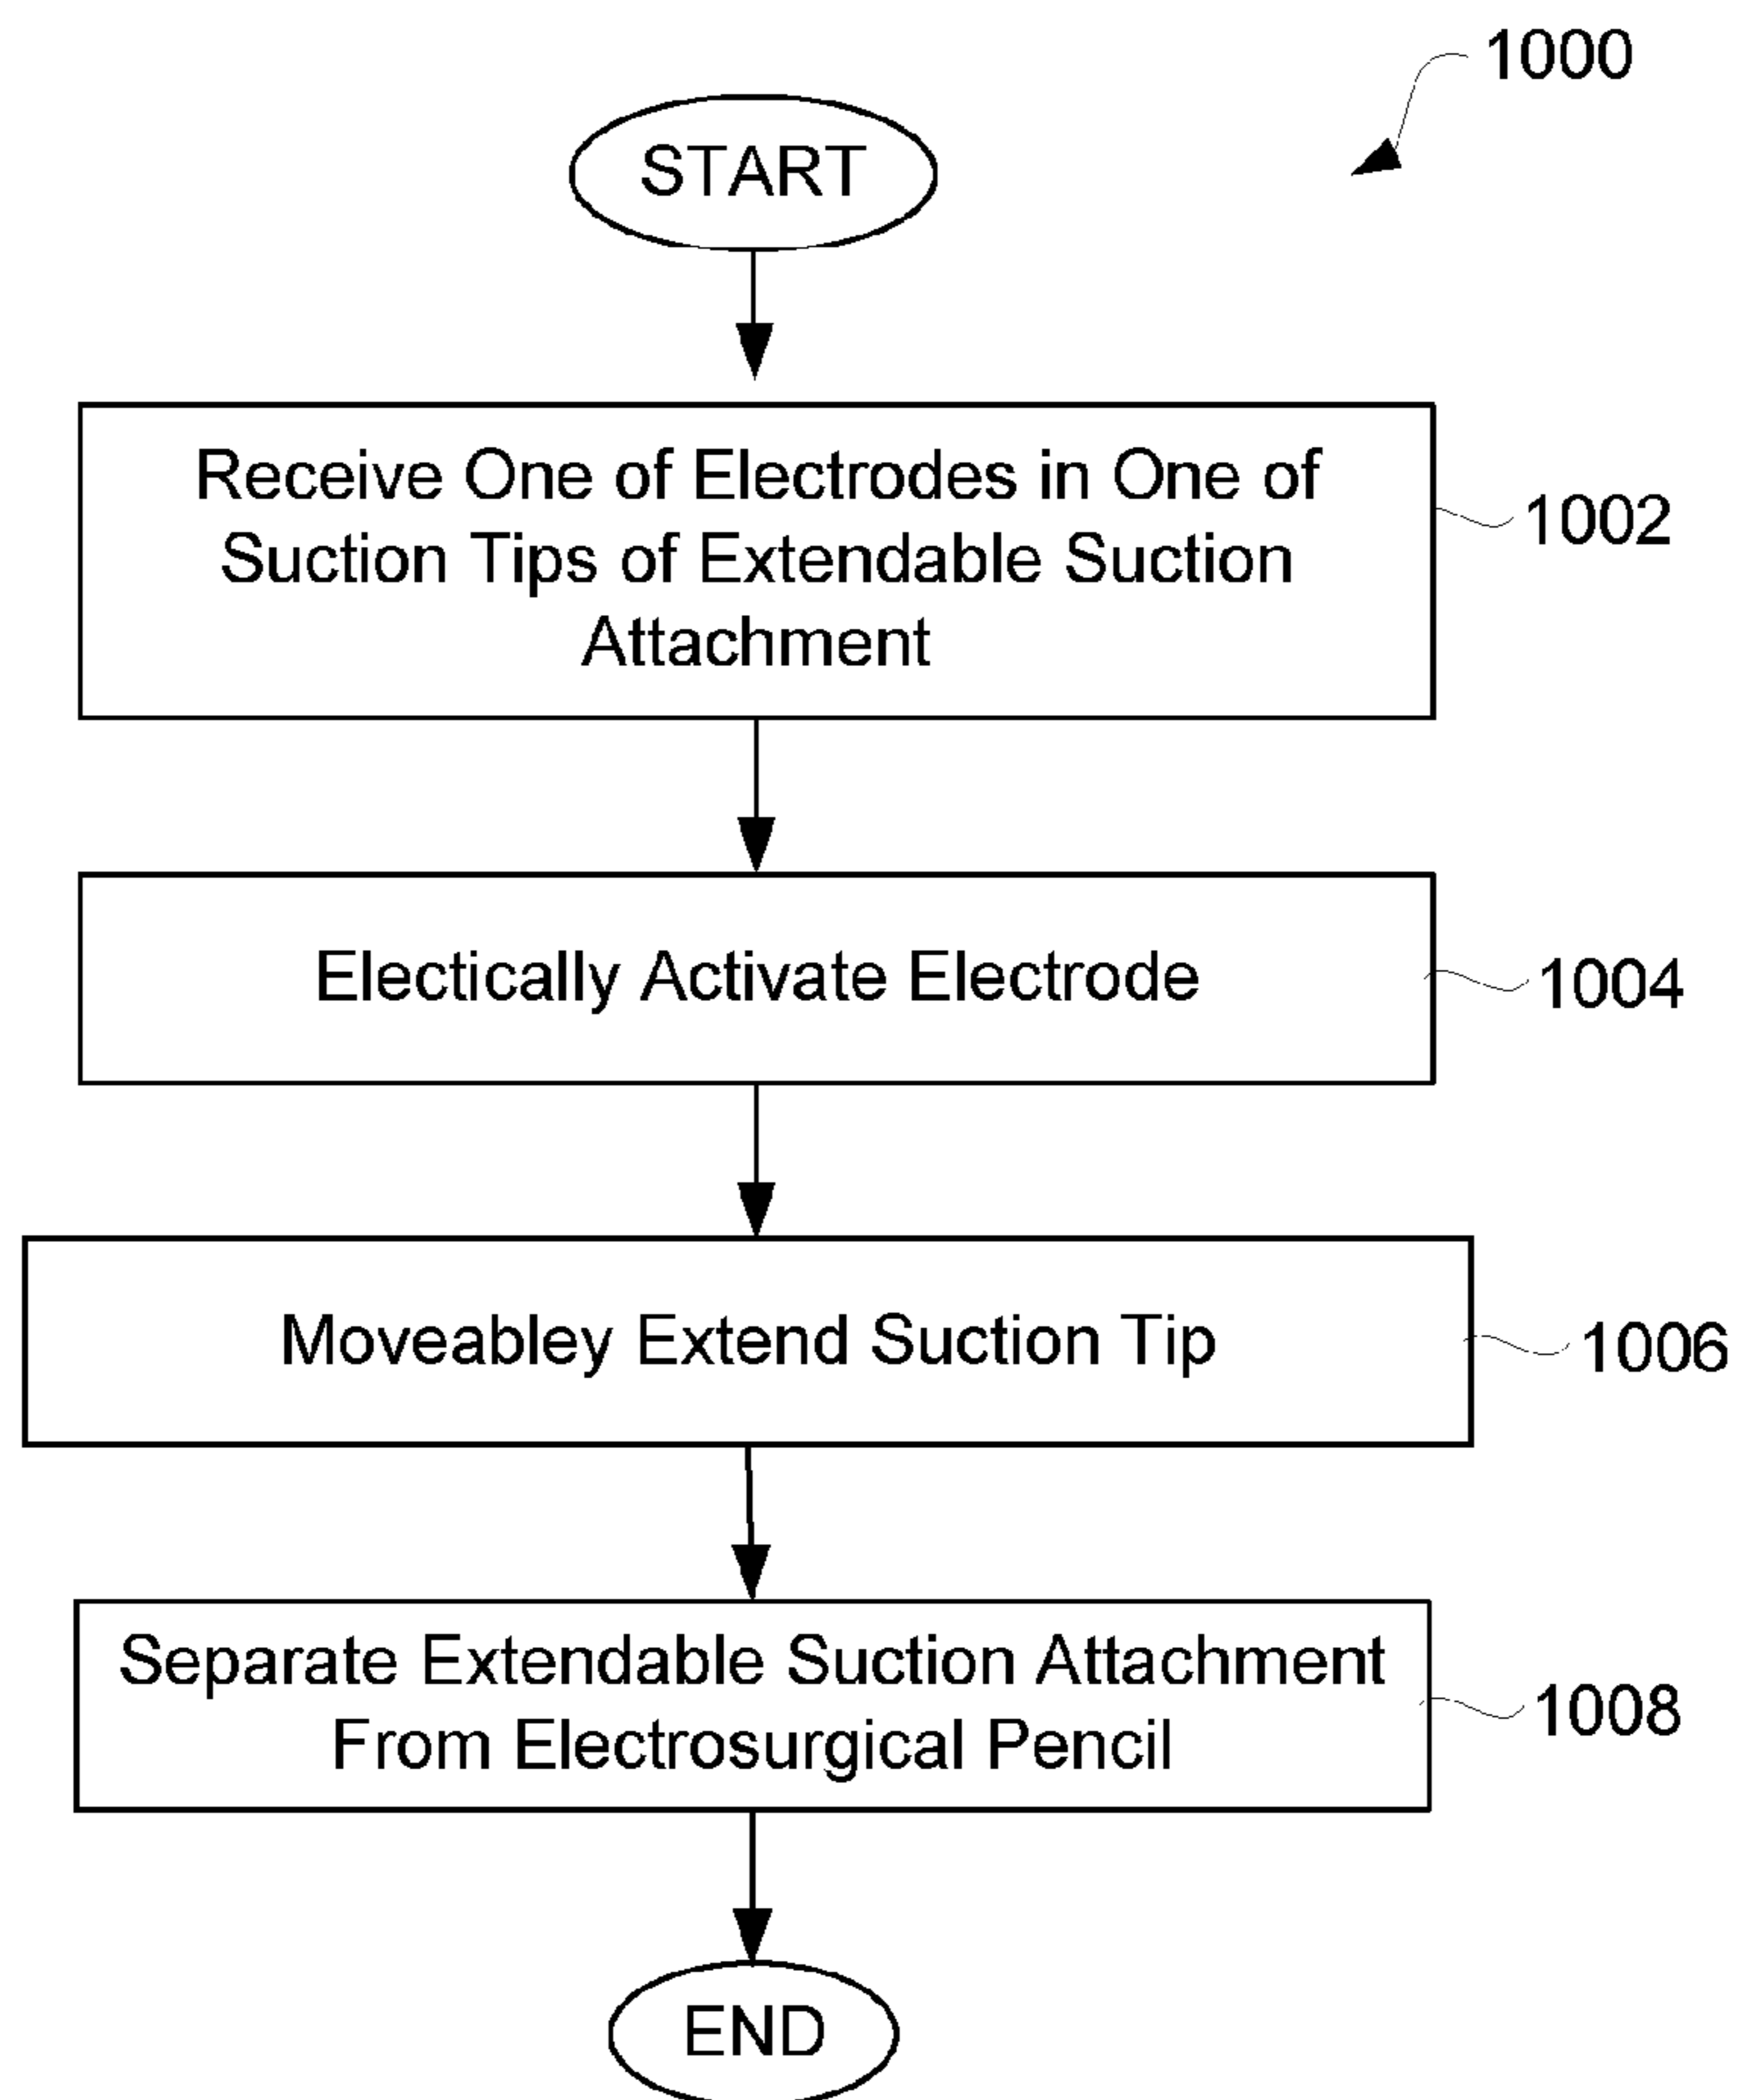 1000
START
Receive One of Electrodes in One of
Suction Tips of Extendable Suction
Attachment
1002
Electically Activate Electrode
1004
Moveabley Extend Suction Tip
1006
Separate Extendable Suction Attachment
From Electrosurgical Pencil
1008
END